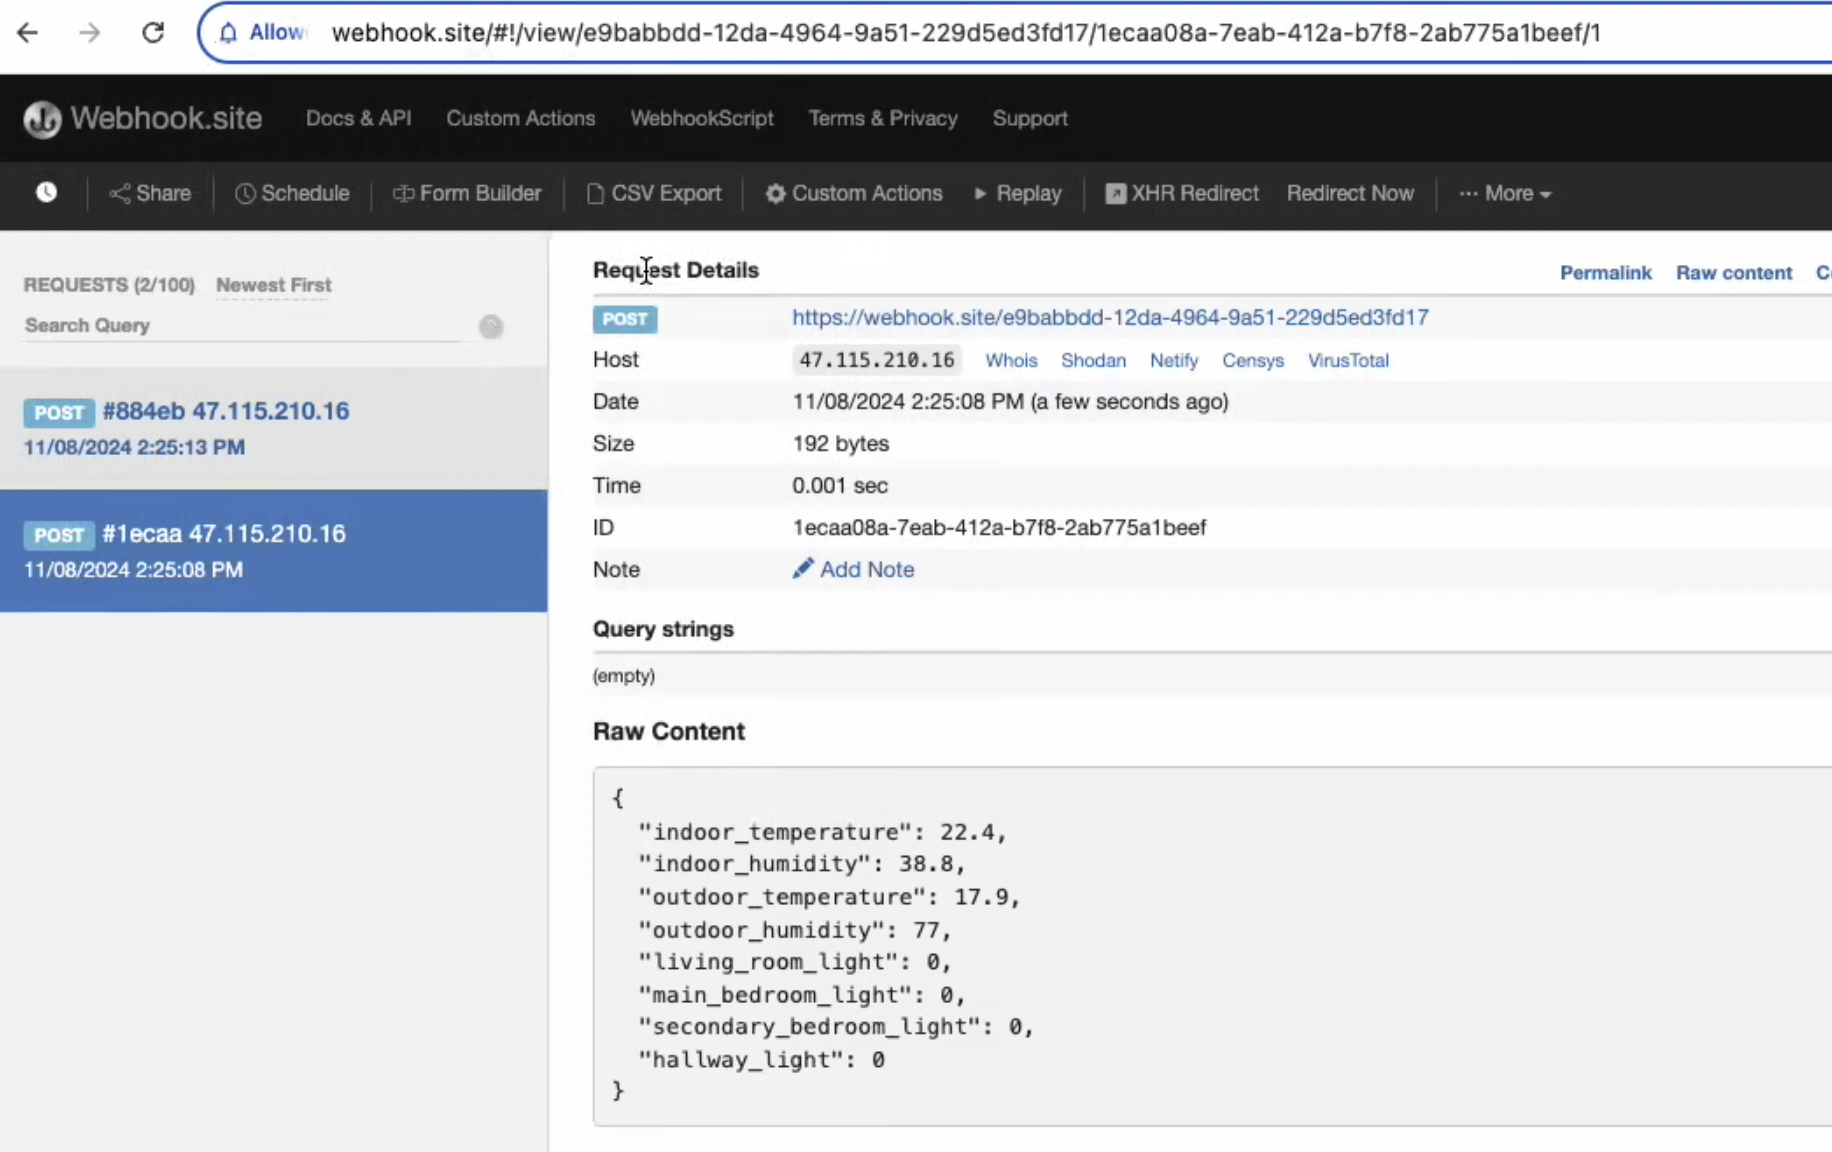 Allow webhook.site/#!/view/e9babbdd-12da-4964-9a51-229d5ed3fd17/1ecaa08a-7eab-412a-b7f8-2ab775a1beef/1
Webhook.site Docs & API Custom Actions WebhookScript Terms & Privacy Support
Share Schedule Form Builder CSV Export Custom Actions Replay XHR Redirect Redirect Now ··· More
REQUESTS (2/100) Newest First
Search Query
POST #884eb 47.115.210.16
11/08/2024 2:25:13 PM
POST #1ecaa 47.115.210.16
11/08/2024 2:25:08 PM
Request Details Permalink Raw content
POST https://webhook.site/e9babbdd-12da-4964-9a51-229d5ed3fd17
Host 47.115.210.16 Whois Shodan Netify Censys VirusTotal
Date 11/08/2024 2:25:08 PM (a few seconds ago)
Size 192 bytes
Time 0.001 sec
ID 1ecaa08a-7eab-412a-b7f8-2ab775a1beef
Note Add Note
Query strings
(empty)
Raw Content
{
"indoor_temperature": 22.4,
"indoor_humidity": 38.8,
"outdoor_temperature": 17.9,
"outdoor_humidity": 77,
"living_room_light": 0,
"main_bedroom_light": 0,
"secondary_bedroom_light": 0,
"hallway_light": 0
}